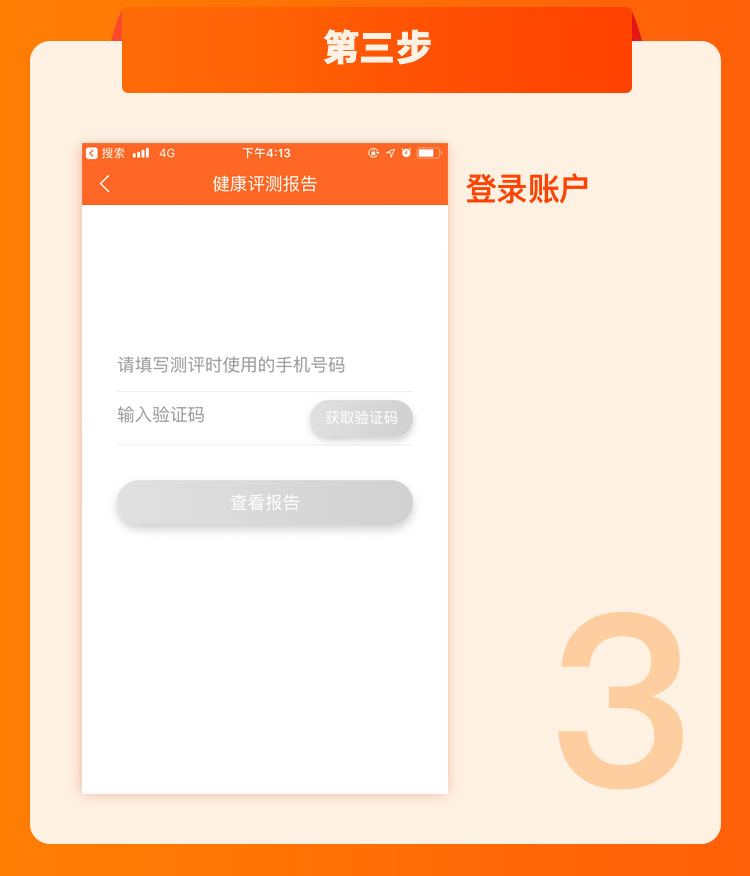 第三步
搜索 4G 下午4:13
健康评测报告
登录账户
请填写测评时使用的手机号码
输入验证码 获取验证码
查看报告
3